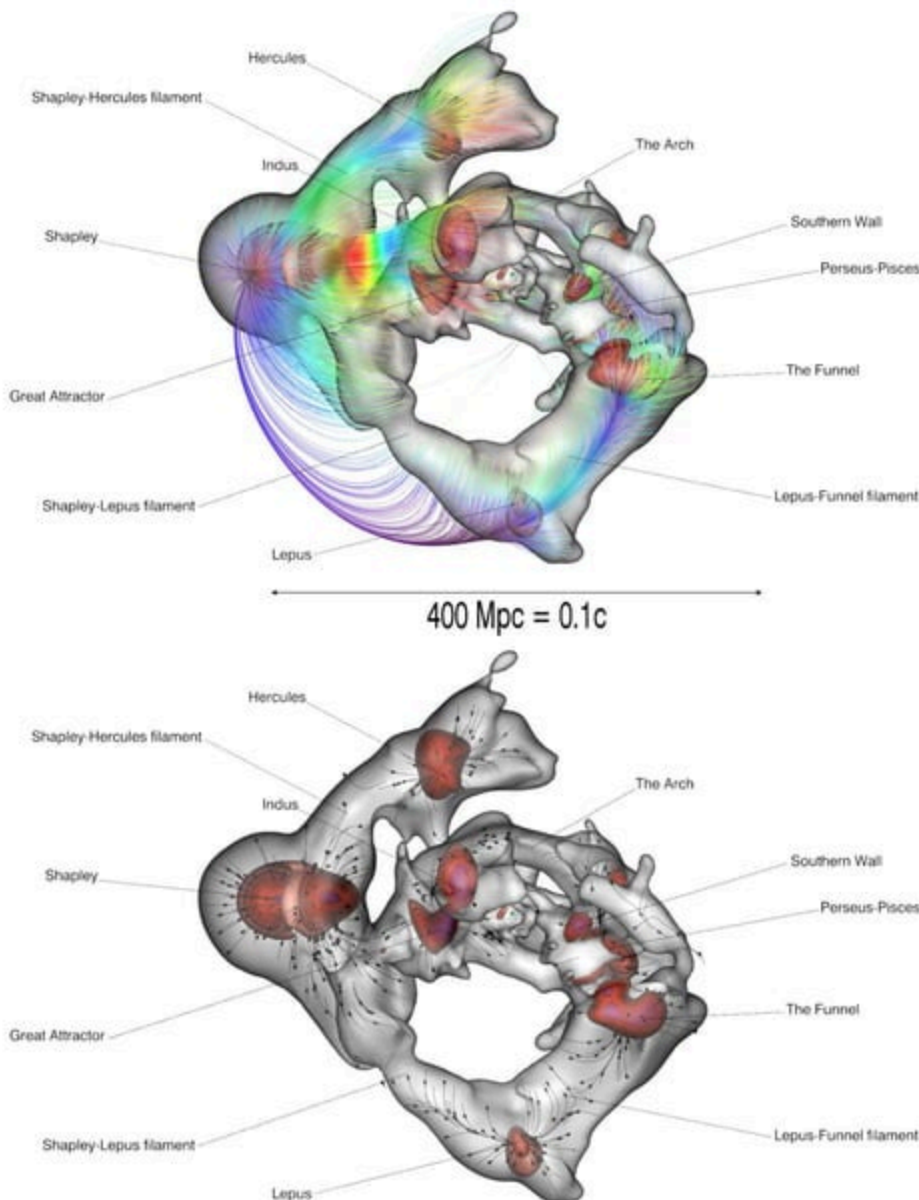 Hercules
Shapley-Hercules filament
The Arch
Indus
Southern Wall
Shapley
Perseus-Pisces
The Funnel
Great Attractor
Lepus-Funnel filament
Shapley-Lepus filament
Lepus
400 Mpc = 0.1c
Hercules
Shapley-Hercules filament
The Arch
Indus
Southern Wall
Shapley
Perseus-Pisces
The Funnel
Great Attractor
Lepus-Funnel filament
Shapley-Lepus filament
Lepus